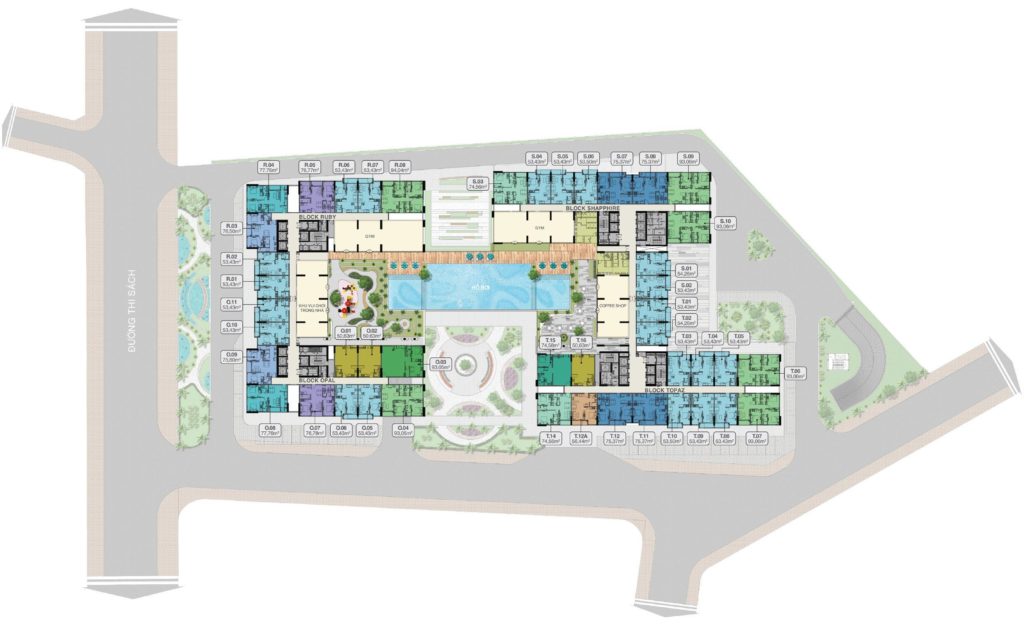 S.04
53,43m²
S.05
53,43m²
S.06
53,50m²
S.07
75,37m²
S.08
75,37m²
S.09
93,06m²
R.04
77,76m²
R.05
76,77m²
R.06
53,43m²
R.07
53,43m²
R.08
94,04m²
S.03
74,56m²
BLOCK RUBY
BLOCK SHAPPHIRE
S.10
93,06m²
R.03
76,50m²
GYM
GYM
R.02
53,43m²
S.01
54,26m²
R.01
53,43m²
S.02
53,43m²
HỒ BƠI
O.11
53,43m²
KHU VUI CHƠI
TRONG NHÀ
COFFEE SHOP
T.01
53,43m²
ĐƯỜNG THI SÁCH
O.10
53,43m²
T.02
54,26m²
O.01
50,63m²
O.02
50,63m²
T.15
74,56m²
T.16
50,63m²
T.03
53,43m²
T.04
53,43m²
T.05
53,43m²
O.09
75,80m²
O.03
93,05m²
T.06
93,06m²
BLOCK OPAL
BLOCK TOPAZ
O.08
77,76m²
O.07
76,79m²
O.06
53,43m²
O.05
53,43m²
O.04
93,05m²
T.14
74,56m²
T.12A
56,44m²
T.12
75,37m²
T.11
75,37m²
T.10
53,50m²
T.09
53,43m²
T.08
53,43m²
T.07
93,06m²